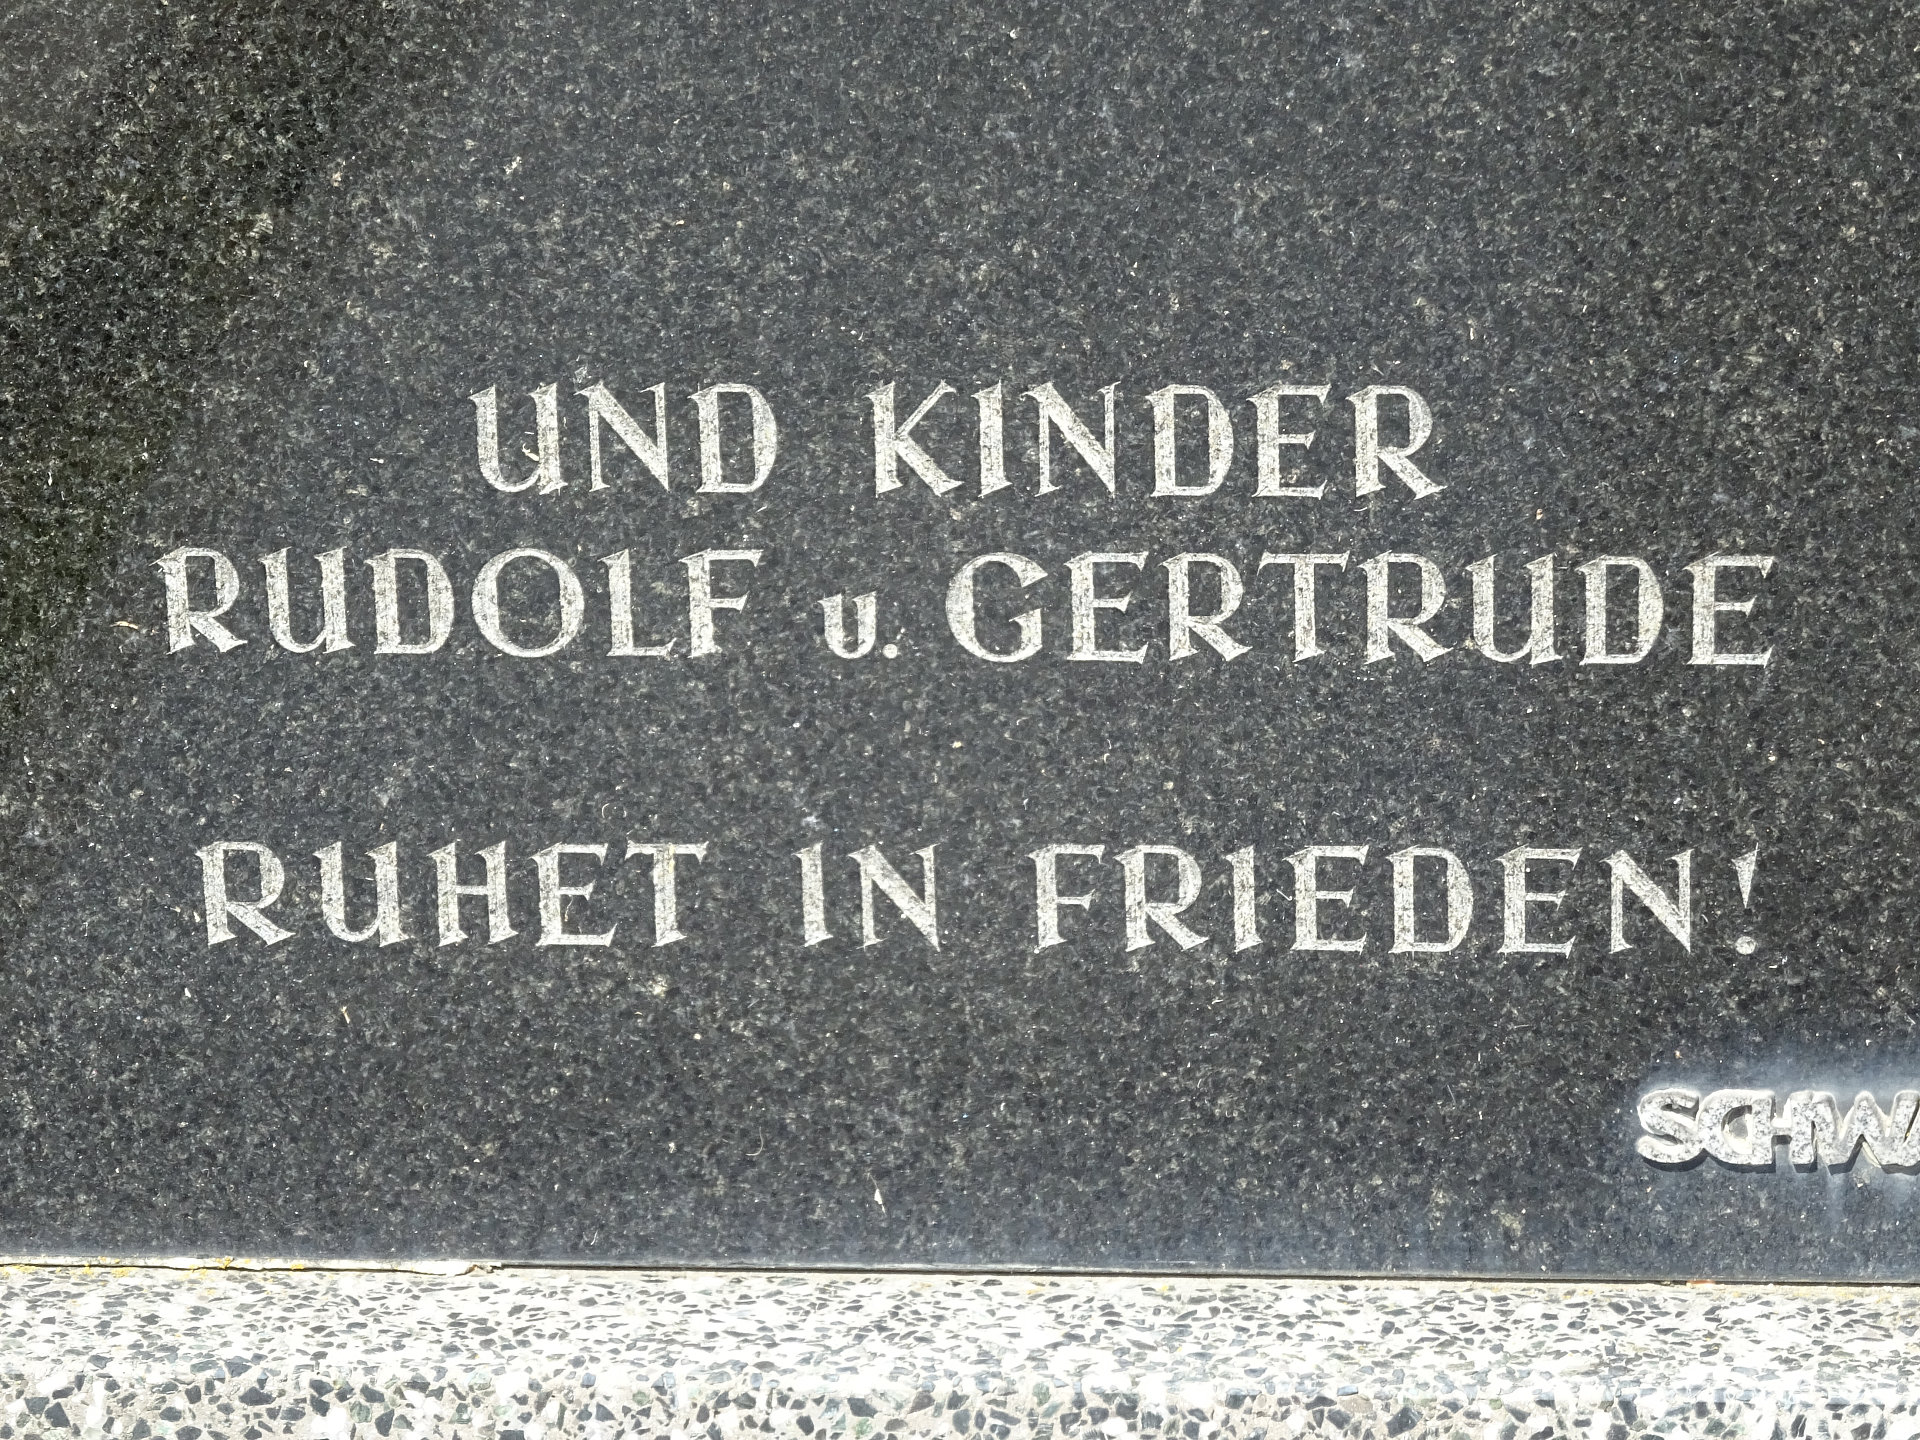 UND KINDER
RUDOLF u. GERTRUDE
RUHET IN FRIEDEN!